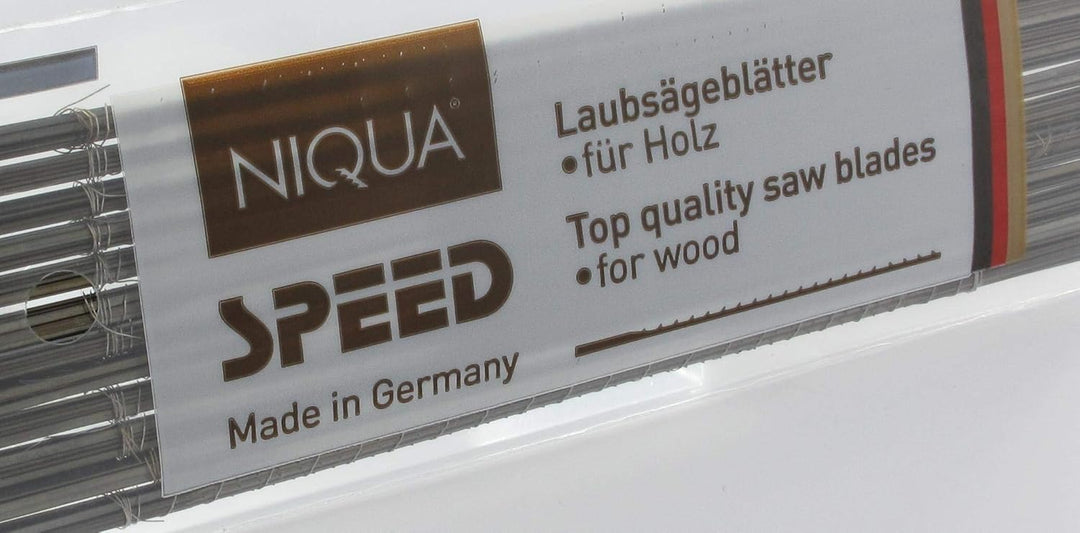 NIQUA®
SPEED
Made in Germany
Laubsägeblätter
•für Holz
Top quality saw blades
•for wood